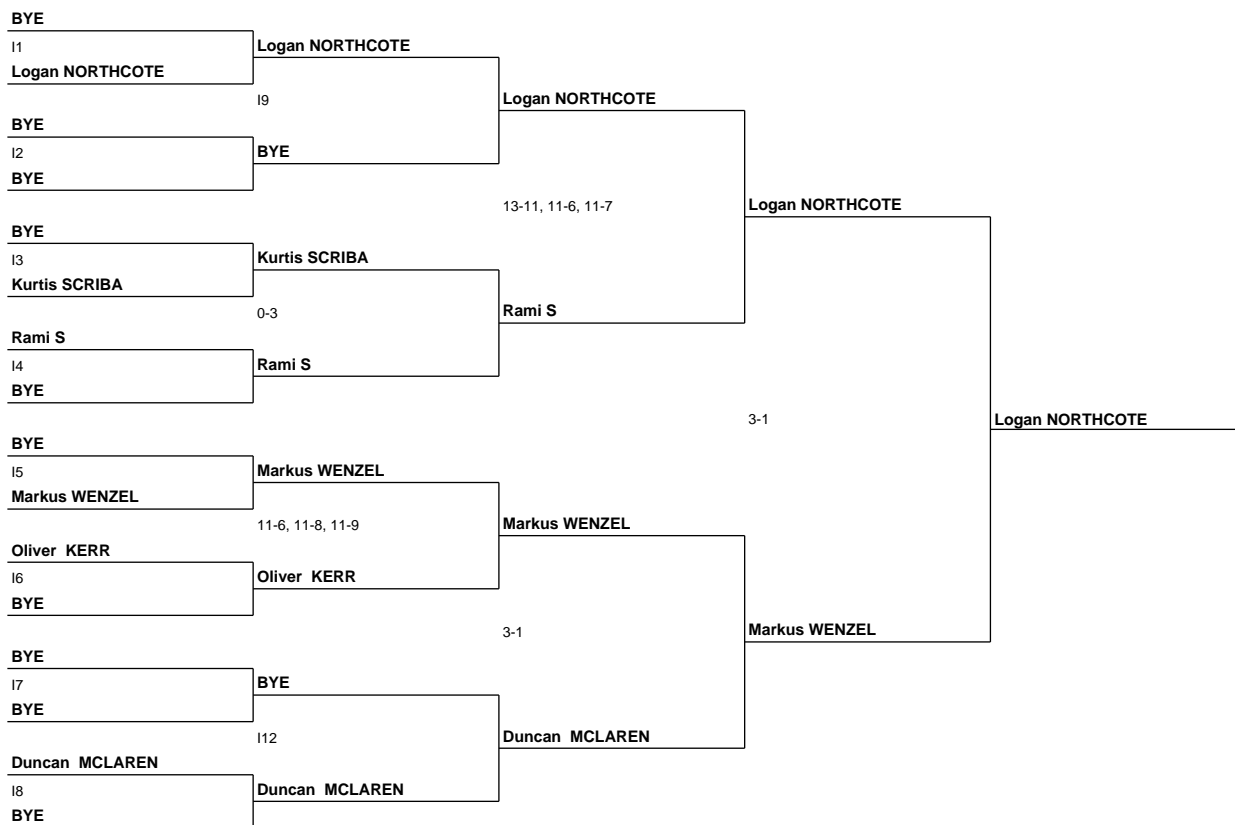 BYE
I1
Logan NORTHCOTE
Logan NORTHCOTE
I9
Logan NORTHCOTE
BYE
I2
BYE
BYE
13-11, 11-6, 11-7
Logan NORTHCOTE
BYE
I3
Kurtis SCRIBA
Kurtis SCRIBA
0-3
Rami S
Rami S
I4
BYE
Rami S
3-1
Logan NORTHCOTE
BYE
I5
Markus WENZEL
Markus WENZEL
11-6, 11-8, 11-9
Markus WENZEL
Oliver  KERR
I6
BYE
Oliver  KERR
3-1
Markus WENZEL
BYE
I7
BYE
BYE
I12
Duncan  MCLAREN
Duncan  MCLAREN
I8
BYE
Duncan  MCLAREN